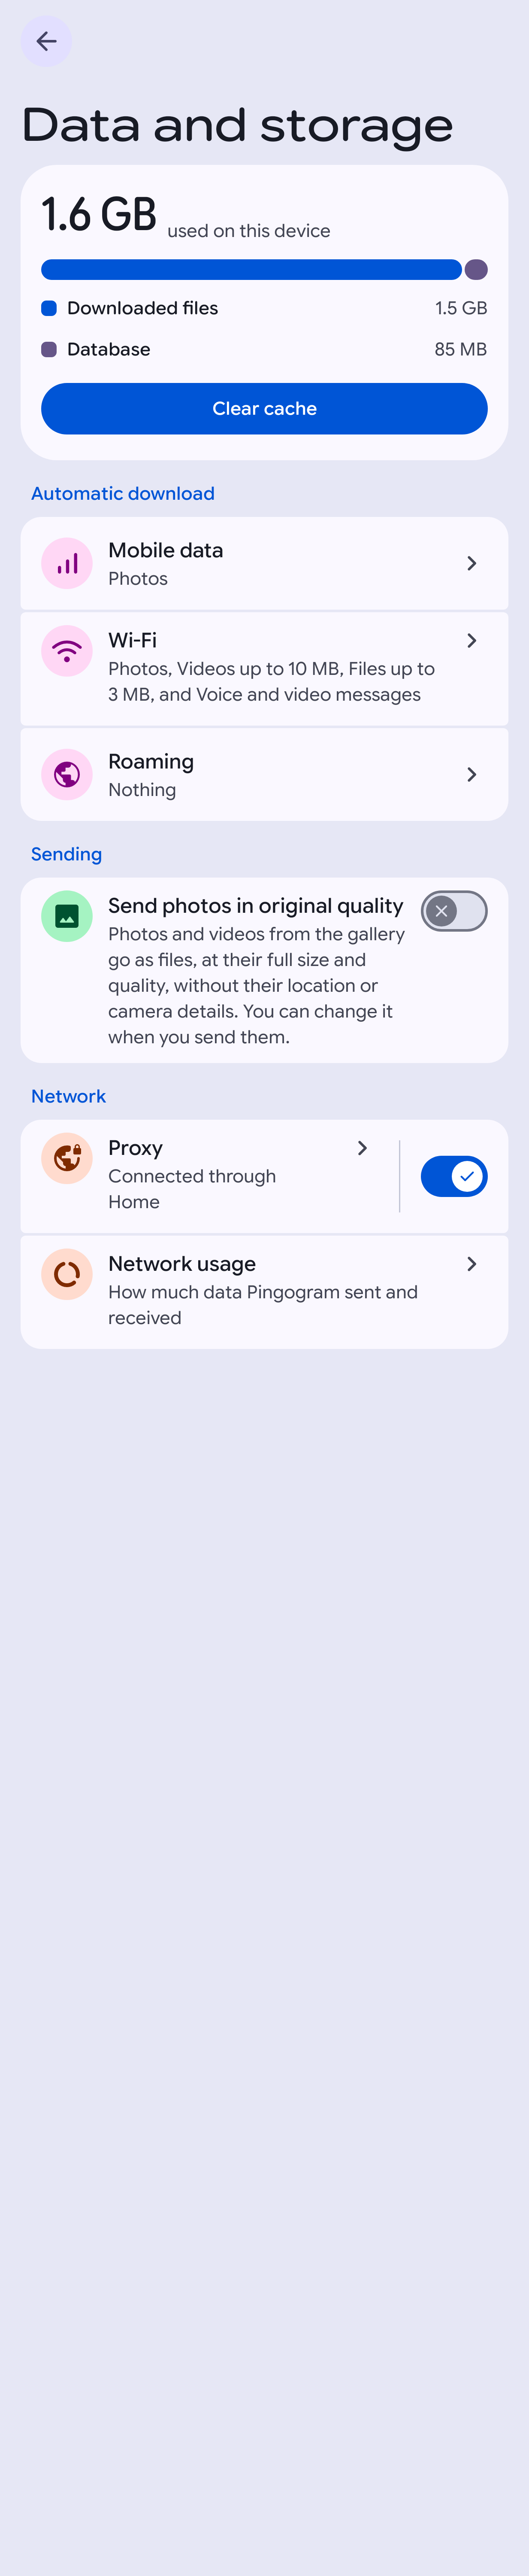 Data and storage
1.6 GB used on this device
Downloaded files 1.5 GB
Database 85 MB
Clear cache
Automatic download
Mobile data
Photos
Wi-Fi
Photos, Videos up to 10 MB, Files up to
3 MB, and Voice and video messages
Roaming
Nothing
Sending
Send photos in original quality
Photos and videos from the gallery
go as files, at their full size and
quality, without their location or
camera details. You can change it
when you send them.
Network
Proxy
Connected through
Home
Network usage
How much data Pingogram sent and
received